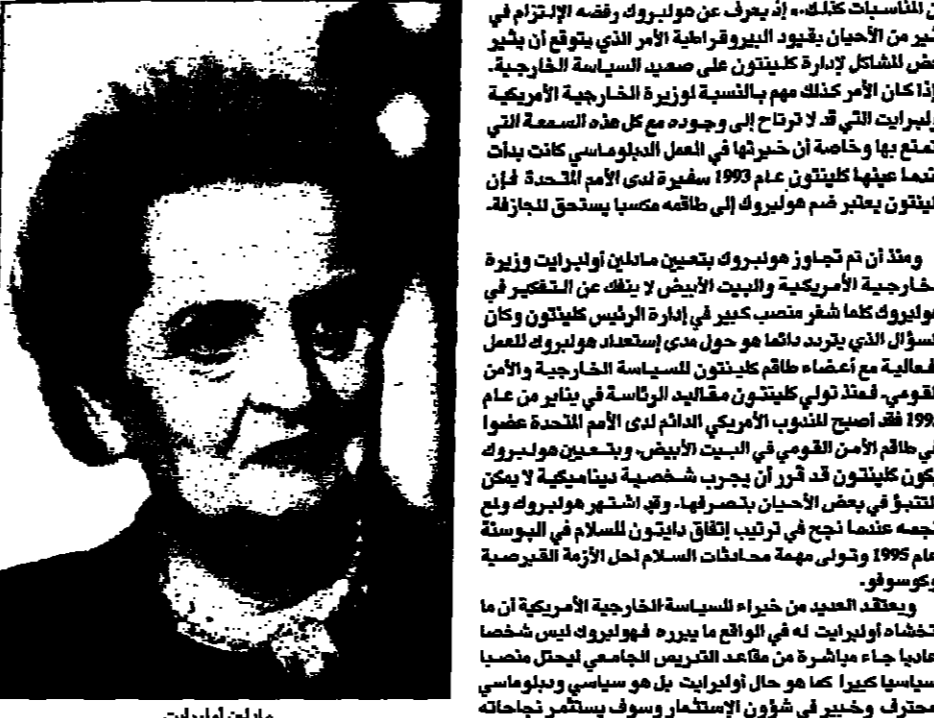 المناسبات كذلك.، إذ يعرف عن هولبروك رفضه الإلتزام في
من الأحيان بقيود البيروقراطية الأمر الذي يتوقع أن يثير
المشاكل لإدارة كلينتون على صعيد السياسة الخارجية.
إذا كان الأمر كذلك مهم بالنسبة لوزيرة الخارجية الأمريكية
التي قد لا ترتاح إلى وجوده مع كل هذه السمعة التي
بها وخاصة أن خبرتها في العمل الدبلوماسي كانت بدأت
عينها كلينتون عام 1993 سفيرة لدى الأمم المتحدة فإن
يعتبر ضم هولبروك إلى طاقمه مكسبا يستحق المجازفة.
ومنذ أن تم تجاوز هولبروك بتعيين مادلين أولبرايت وزيرة
الأمريكية والبيت الأبيض لا ينفك عن التفكير في
هولبروك كلما شغر منصب كبير في إدارة الرئيس كلينتون وكان
السؤال الذي يتردد دائما هو حول مدى إستعداد هولبروك للعمل
بفعالية مع أعضاء طاقم كلينتون للسياسة الخارجية والأمن
القومي. فمنذ تولي كلينتون مقاليد الرئاسة في يناير من عام
فقد أصبح المندوب الأمريكي الدائم لدى الأمم المتحدة عضوا
في طاقم الأمن القومي في البيت الأبيض. وبتعيين هولبروك
يكون كلينتون قد قرر أن يجرب شخصية ديناميكية لا يمكن
التنبؤ في بعض الأحيان بتصرفها. وقد اشتهر هولبروك ولمع
نجمه عندما نجح في ترتيب إتفاق دايتون للسلام في البوسنة
عام 1995 وتولى مهمة محادثات السلام لحل الأزمة القبرصية
وكوسوفو.
ويعتقد العديد من خبراء السياسة الخارجية الأمريكية أن ما
تخشاه أولبرايت له في الواقع ما يبرره فهولبروك ليس شخصا
عاديا جاء مباشرة من مقاعد التدريس الجامعي ليحتل منصبا
سياسيا كبيرا كما هو حال أولبرايت بل هو سياسي ودبلوماسي
محترف وخبير في شؤون الإستثمار وسوف يستثمر نجاحاته
مادلين أولبرايت